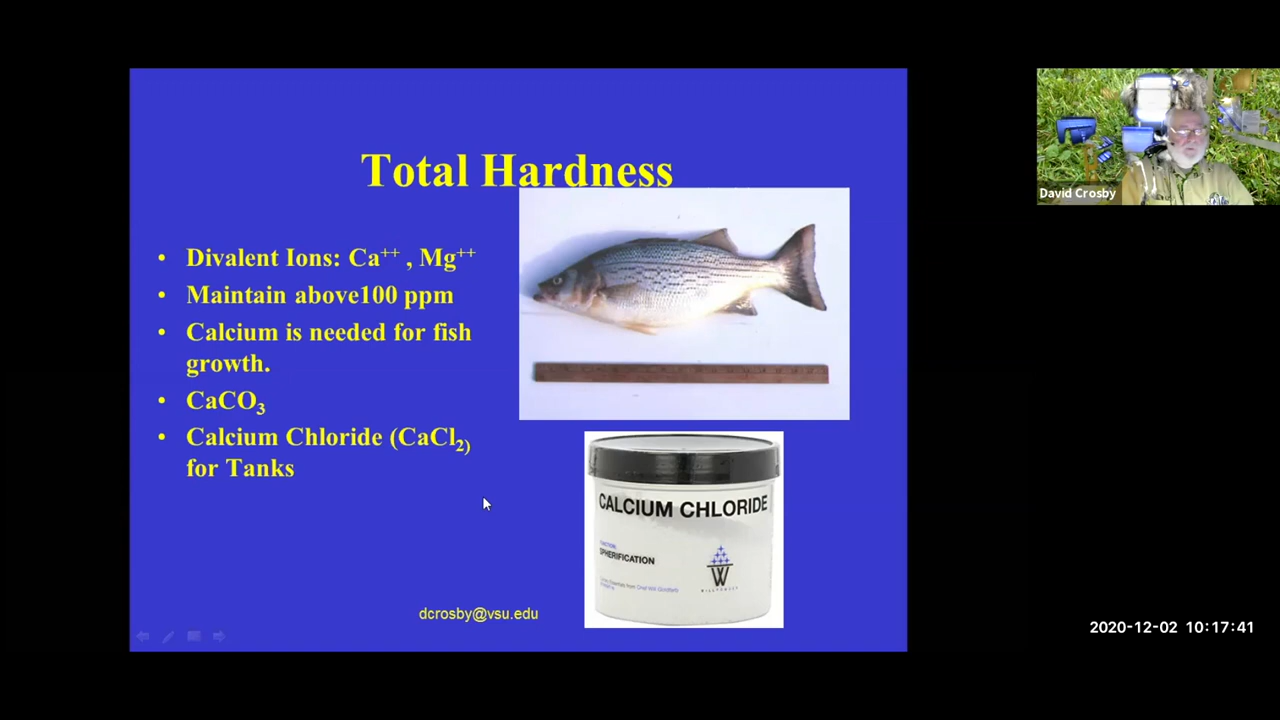 Total Hardness
• Divalent Ions: Ca++ , Mg++
• Maintain above100 ppm
• Calcium is needed for fish
growth.
• CaCO3
• Calcium Chloride (CaCl2)
for Tanks
CALCIUM CHLORIDE
SPHERIFICATION
W
dcrosby@vsu.edu
David Crosby
2020-12-02 10:17:41